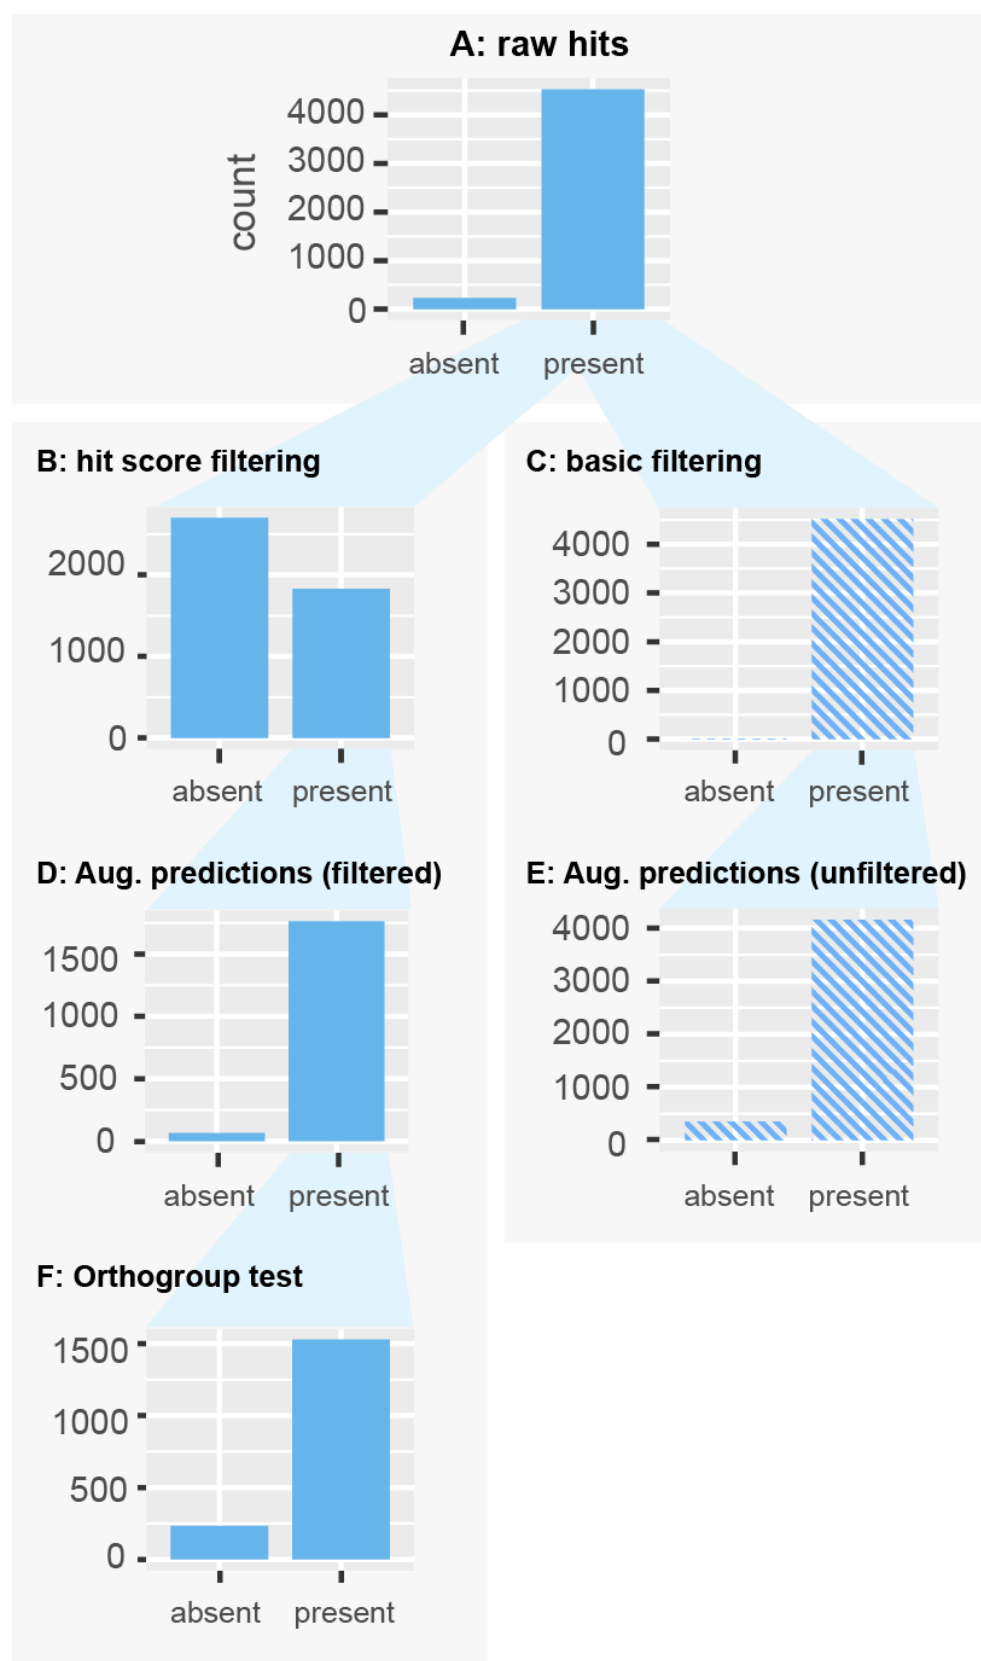 A: raw hits
count
4000
3000
2000
1000
0
absent present
B: hit score filtering
2000
1000
0
absent present
C: basic filtering
4000
3000
2000
1000
0
absent present
D: Aug. predictions (filtered)
1500
1000
500
0
absent present
E: Aug. predictions (unfiltered)
4000
3000
2000
1000
0
absent present
F: Orthogroup test
1500
1000
500
0
absent present